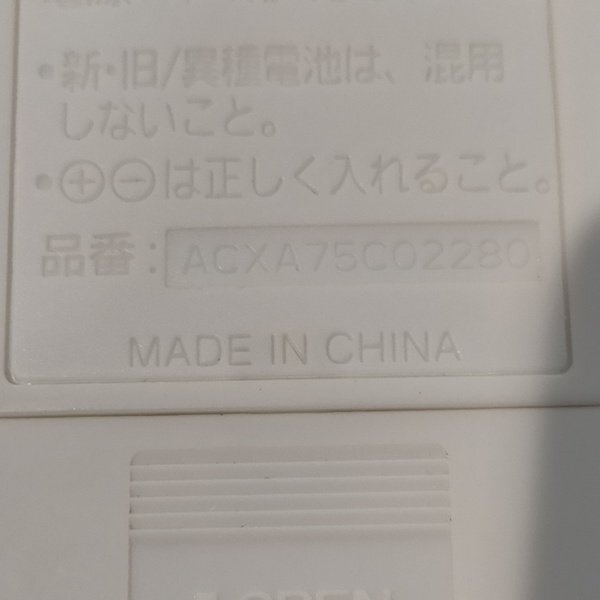 ・新・旧/異種電池は、混用
しないこと。
・⊕⊖は正しく入れること。
品番：ACXA75C02280
MADE IN CHINA
OPEN